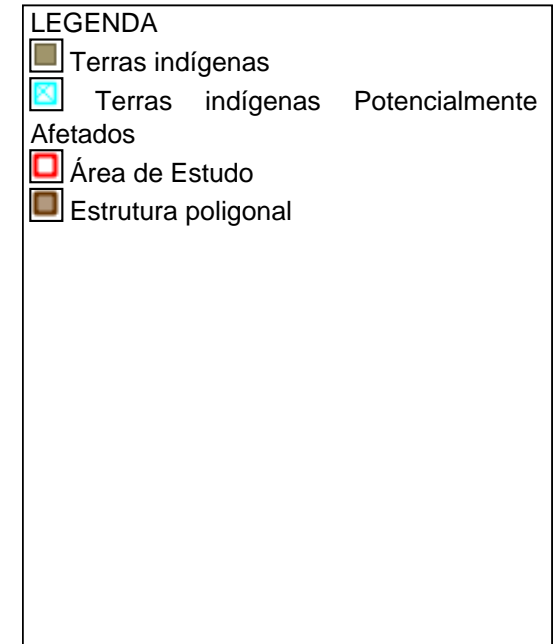 LEGENDA
Terras indígenas
Terras indígenas Potencialmente
Afetados
Área de Estudo
Estrutura poligonal